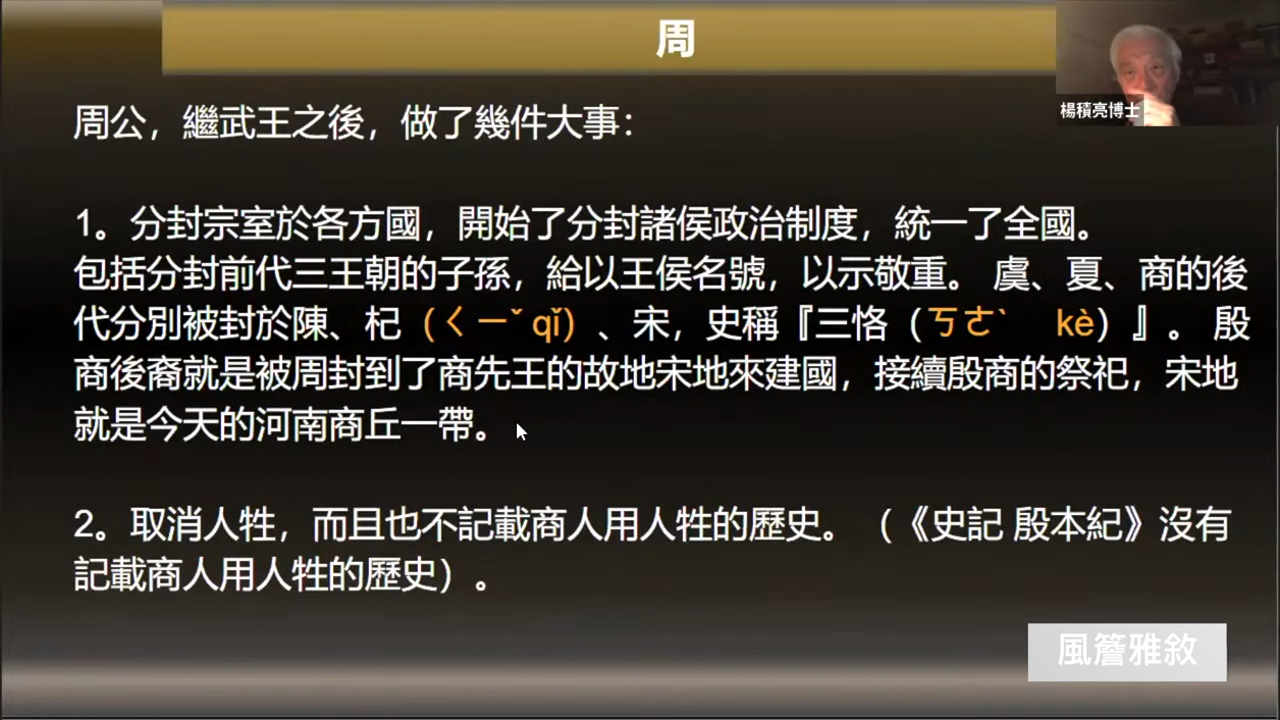 周
楊積亮博士
周公，繼武王之後，做了幾件大事：
1。分封宗室於各方國，開始了分封諸侯政治制度，統一了全國。
包括分封前代三王朝的子孫，給以王侯名號，以示敬重。 虞、夏、商的後
代分別被封於陳、杞（ㄑㄧˇ qǐ）、宋，史稱『三恪（ㄎㄜˋ kè）』。 殷
商後裔就是被周封到了商先王的故地宋地來建國，接續殷商的祭祀，宋地
就是今天的河南商丘一帶。
2。取消人牲，而且也不記載商人用人牲的歷史。（《史記 殷本紀》沒有
記載商人用人牲的歷史）。
風簷雅敘